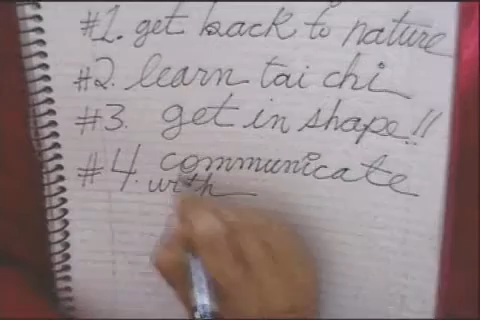 #1. get back to nature
#2. learn tai chi
#3. get in shape!!
#4. communicate
with